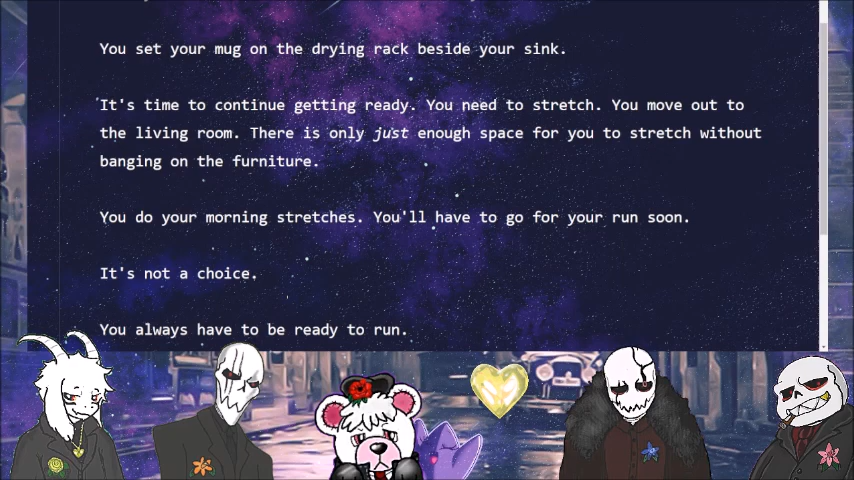 You set your mug on the drying rack beside your sink.
It's time to continue getting ready. You need to stretch. You move out to
the living room. There is only just enough space for you to stretch without
banging on the furniture.
You do your morning stretches. You'll have to go for your run soon.
It's not a choice.
You always have to be ready to run.